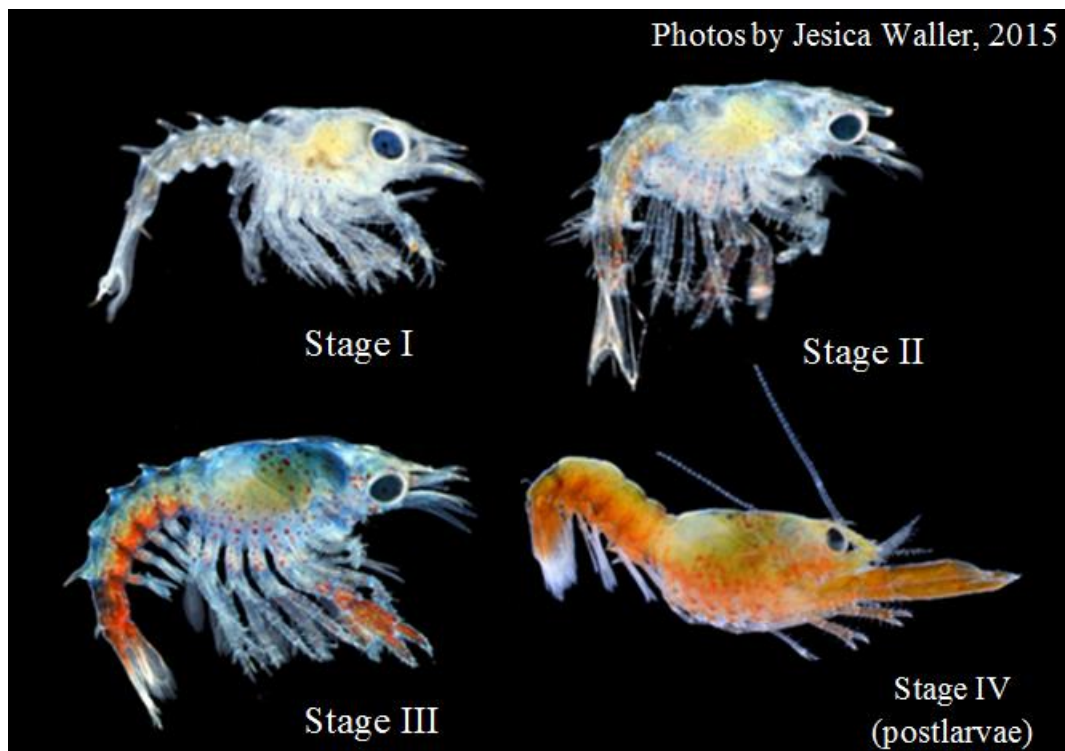 Photos by Jesica Waller, 2015
Stage I
Stage II
Stage III
Stage IV
(postlarvae)